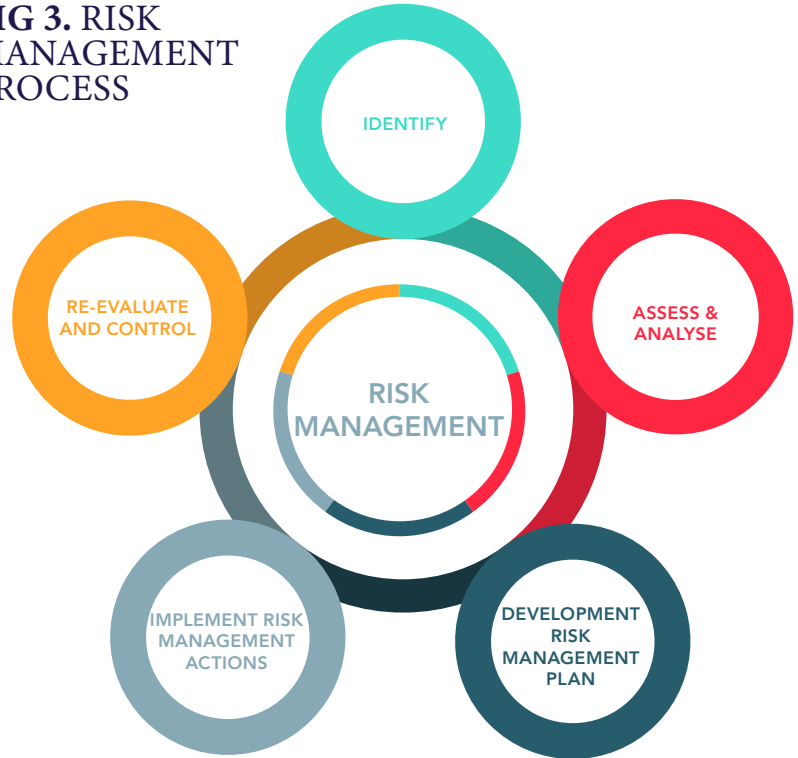 IG 3. RISK
MANAGEMENT
ROCESS
IDENTIFY
ASSESS &
ANALYSE
DEVELOPMENT
RISK
MANAGEMENT
PLAN
IMPLEMENT RISK
MANAGEMENT
ACTIONS
RE-EVALUATE
AND CONTROL
RISK
MANAGEMENT